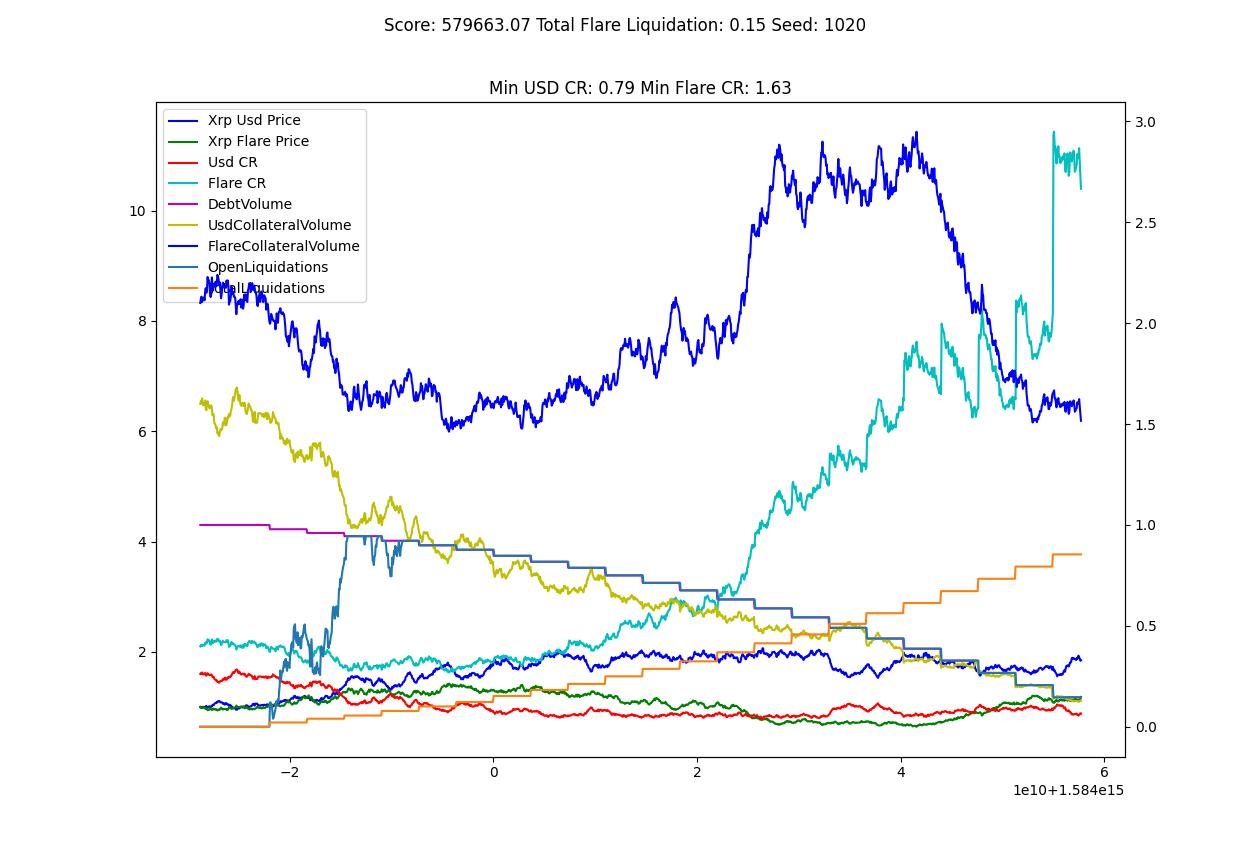 Score: 579663.07 Total Flare Liquidation: 0.15 Seed: 1020
Min USD CR: 0.79 Min Flare CR: 1.63
Xrp Usd Price
Xrp Flare Price
Usd CR
Flare CR
DebtVolume
UsdCollateralVolume
FlareCollateralVolume
OpenLiquidations
TotalLiquidations
10
8
6
4
2
3.0
2.5
2.0
1.5
1.0
0.5
0.0
−2
0
2
4
6
1e10+1.584e15